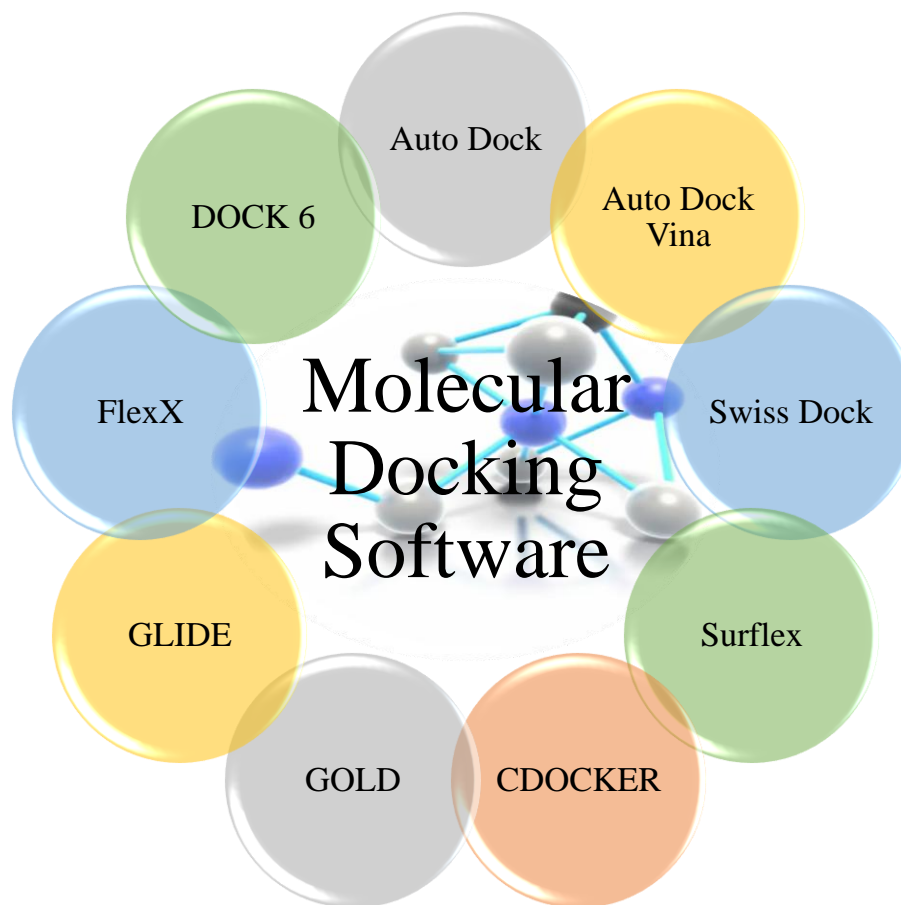 Auto Dock
Auto Dock
Vina
Swiss Dock
Surflex
CDOCKER
GOLD
GLIDE
FlexX
DOCK 6
Molecular
Docking
Software